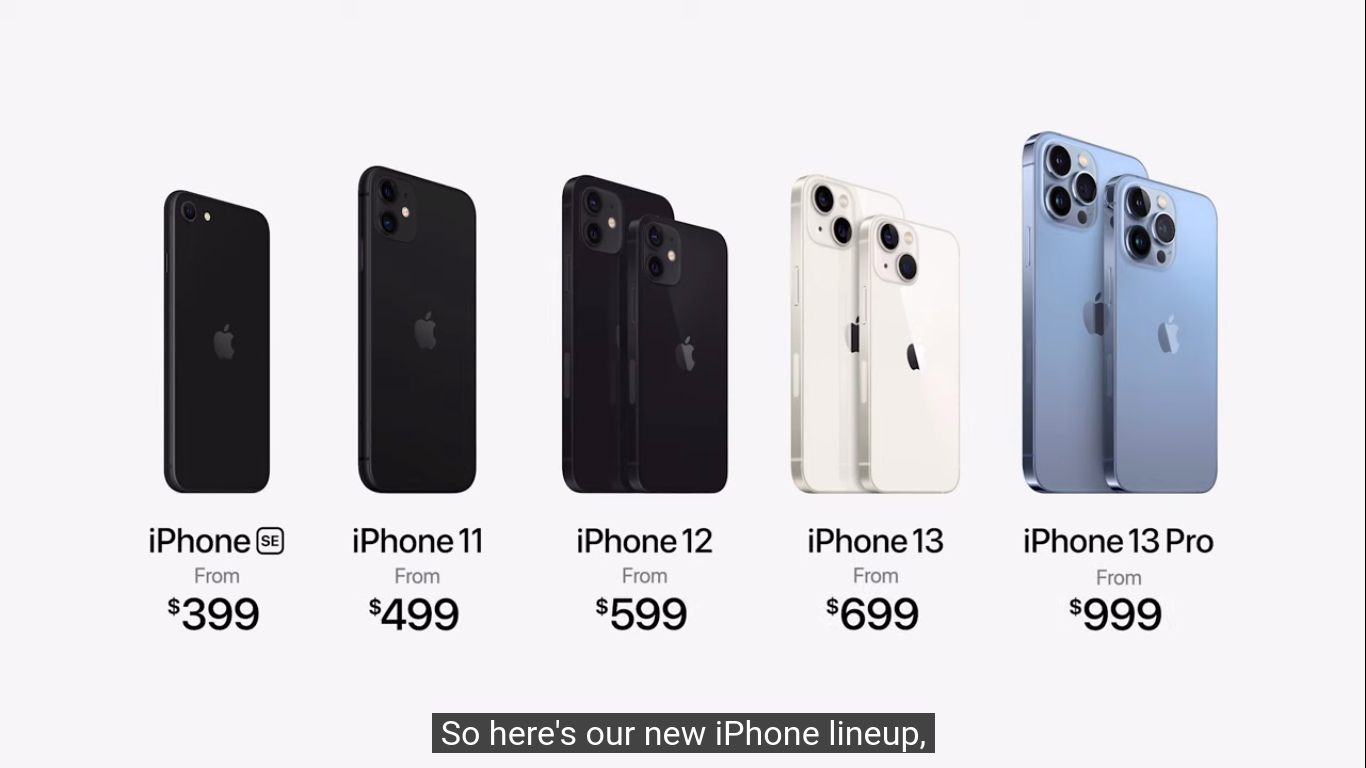 iPhone SE
From
$399
iPhone 11
From
$499
iPhone 12
From
$599
iPhone 13
From
$699
iPhone 13 Pro
From
$999
So here's our new iPhone lineup,